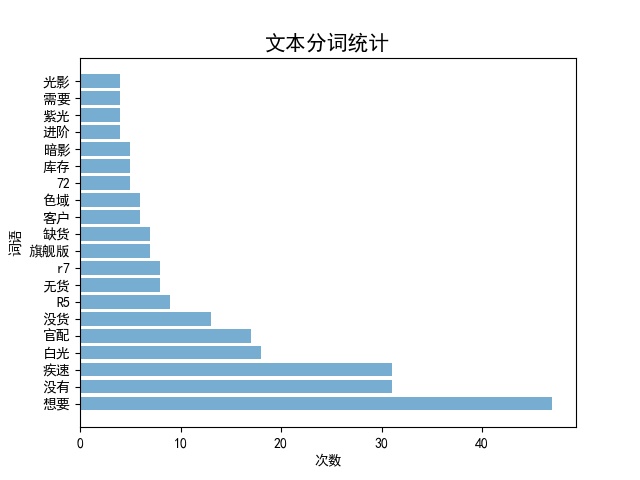 文本分词统计
词语
光影
需要
紫光
进阶
暗影
库存
72
色域
客户
缺货
旗舰版
r7
无货
R5
没货
官配
白光
疾速
没有
想要
0 10 20 30 40
次数